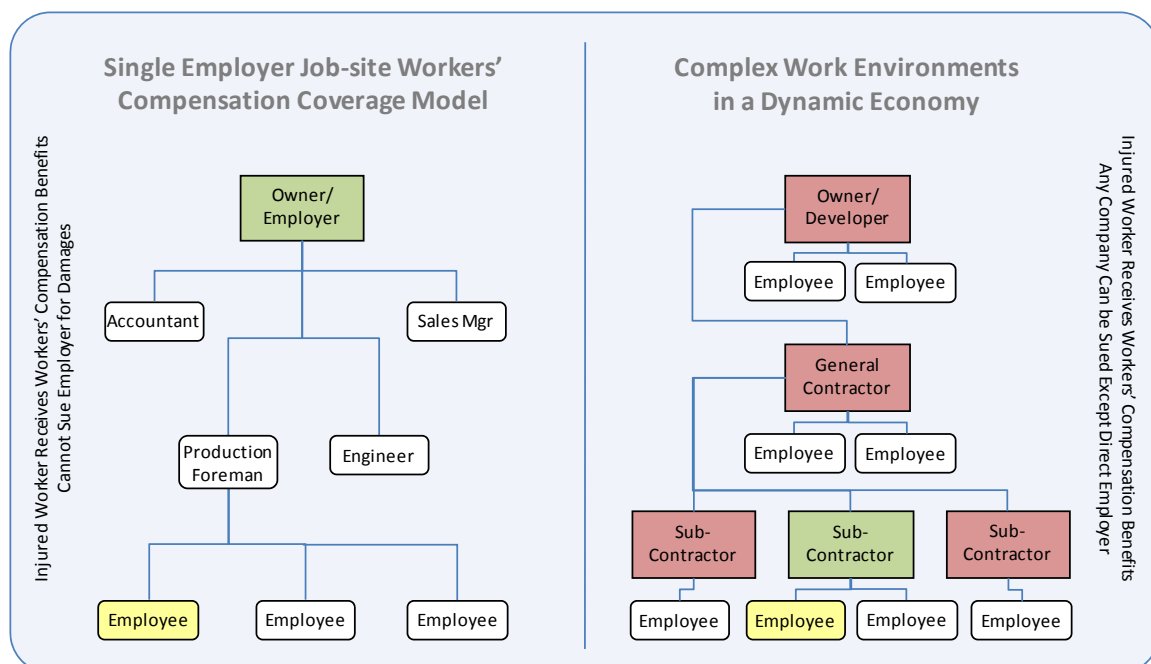 Single Employer Job-site Workers'
Compensation Coverage Model
Injured Worker Receives Workers' Compensation Benefits
Cannot Sue Employer for Damages
Owner/
Employer
Accountant
Sales Mgr
Production
Foreman
Engineer
Employee
Employee
Employee
Complex Work Environments
in a Dynamic Economy
Injured Worker Receives Workers' Compensation Benefits
Any Company Can be Sued Except Direct Employer
Owner/
Developer
Employee
Employee
General
Contractor
Employee
Employee
Sub-
Contractor
Sub-
Contractor
Sub-
Contractor
Employee
Employee
Employee
Employee